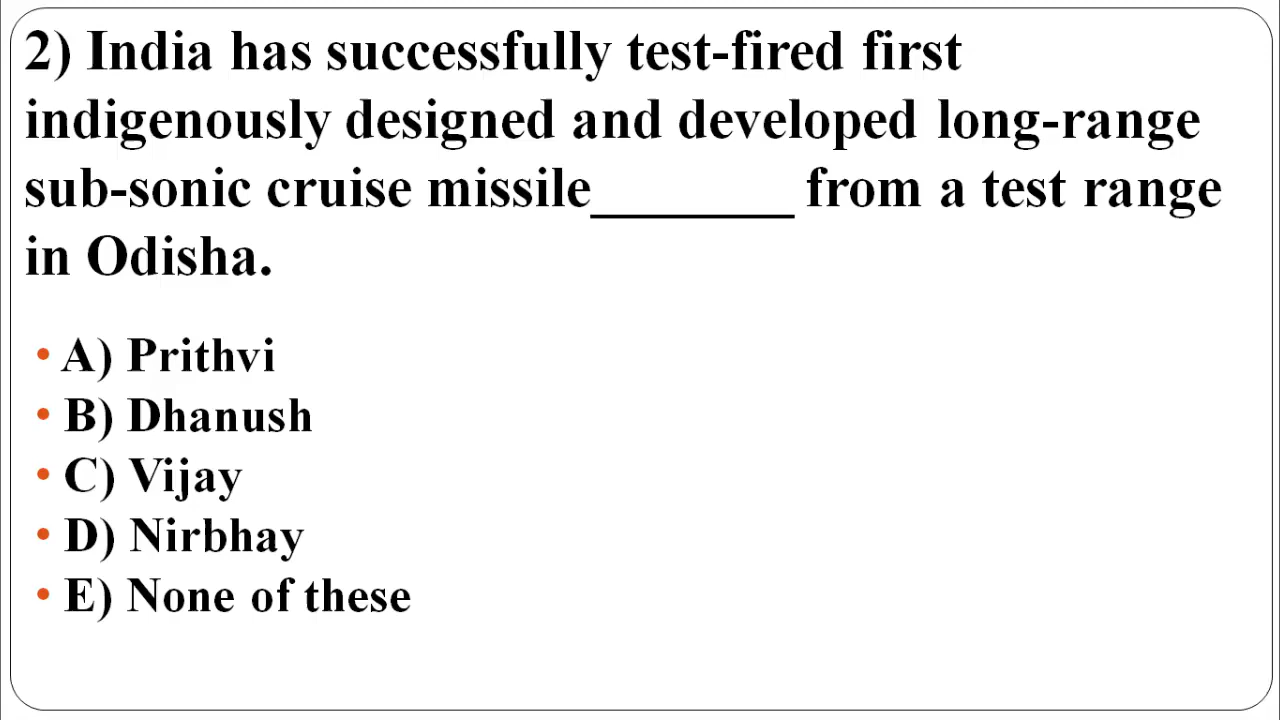 2) India has successfully test-fired first
indigenously designed and developed long-range
sub-sonic cruise missile_______ from a test range
in Odisha.
• A) Prithvi
• B) Dhanush
• C) Vijay
• D) Nirbhay
• E) None of these